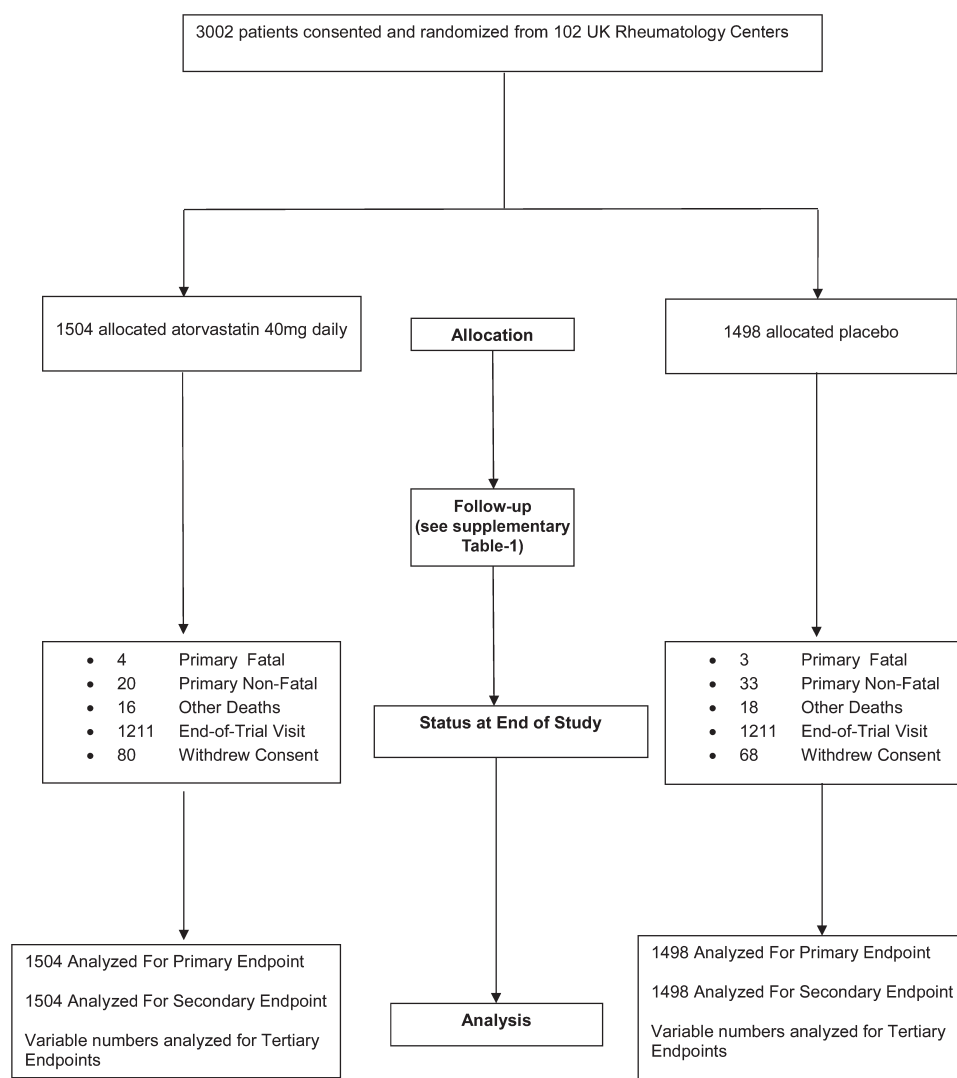 3002 patients consented and randomized from 102 UK Rheumatology Centers
1504 allocated atorvastatin 40mg daily
Allocation
1498 allocated placebo
Follow-up
(see supplementary
Table-1)
• 4 Primary Fatal
• 20 Primary Non-Fatal
• 16 Other Deaths
• 1211 End-of-Trial Visit
• 80 Withdrew Consent
Status at End of Study
• 3 Primary Fatal
• 33 Primary Non-Fatal
• 18 Other Deaths
• 1211 End-of-Trial Visit
• 68 Withdrew Consent
1504 Analyzed For Primary Endpoint
1504 Analyzed For Secondary Endpoint
Variable numbers analyzed for Tertiary
Endpoints
Analysis
1498 Analyzed For Primary Endpoint
1498 Analyzed For Secondary Endpoint
Variable numbers analyzed for Tertiary
Endpoints